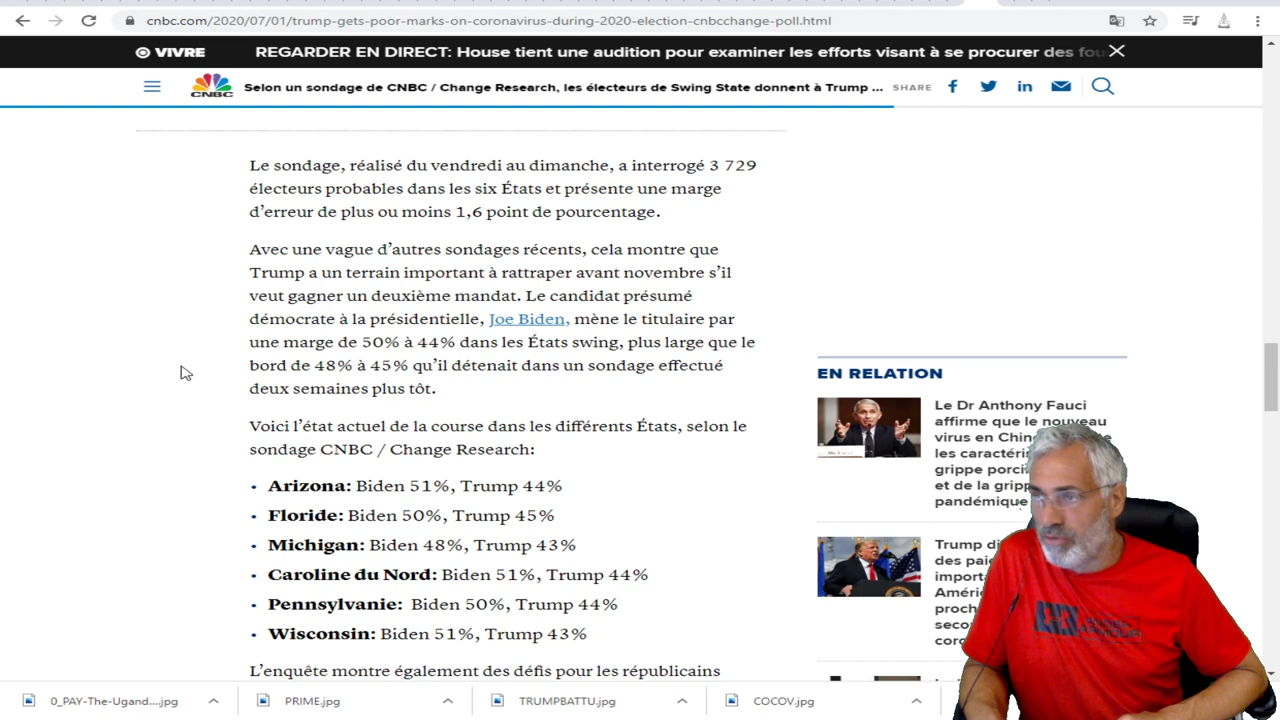 cnbc.com/2020/07/01/trump-gets-poor-marks-on-coronavirus-during-2020-election-cnbcchange-poll.html
VIVRE REGARDER EN DIRECT: House tient une audition pour examiner les efforts visant à se procurer des fou
CNBC Selon un sondage de CNBC / Change Research, les électeurs de Swing State donnent à Trump ... SHARE
Le sondage, réalisé du vendredi au dimanche, a interrogé 3 729
électeurs probables dans les six États et présente une marge
d'erreur de plus ou moins 1,6 point de pourcentage.
Avec une vague d'autres sondages récents, cela montre que
Trump a un terrain important à rattraper avant novembre s'il
veut gagner un deuxième mandat. Le candidat présumé
démocrate à la présidentielle, Joe Biden, mène le titulaire par
une marge de 50% à 44% dans les États swing, plus large que le
bord de 48% à 45% qu'il détenait dans un sondage effectué
deux semaines plus tôt.
Voici l'état actuel de la course dans les différents États, selon le
sondage CNBC / Change Research:
• Arizona: Biden 51%, Trump 44%
• Floride: Biden 50%, Trump 45%
• Michigan: Biden 48%, Trump 43%
• Caroline du Nord: Biden 51%, Trump 44%
• Pennsylvanie: Biden 50%, Trump 44%
• Wisconsin: Biden 51%, Trump 43%
L'enquête montre également des défis pour les républicains
EN RELATION
Le Dr Anthony Fauci
affirme que le nouveau
virus en
les
grippe
et de la
pandémique
Trump
des
0_PAY-The-Ugand....jpg
PRIME.jpg
TRUMPBATTU.jpg
COCOV.jpg